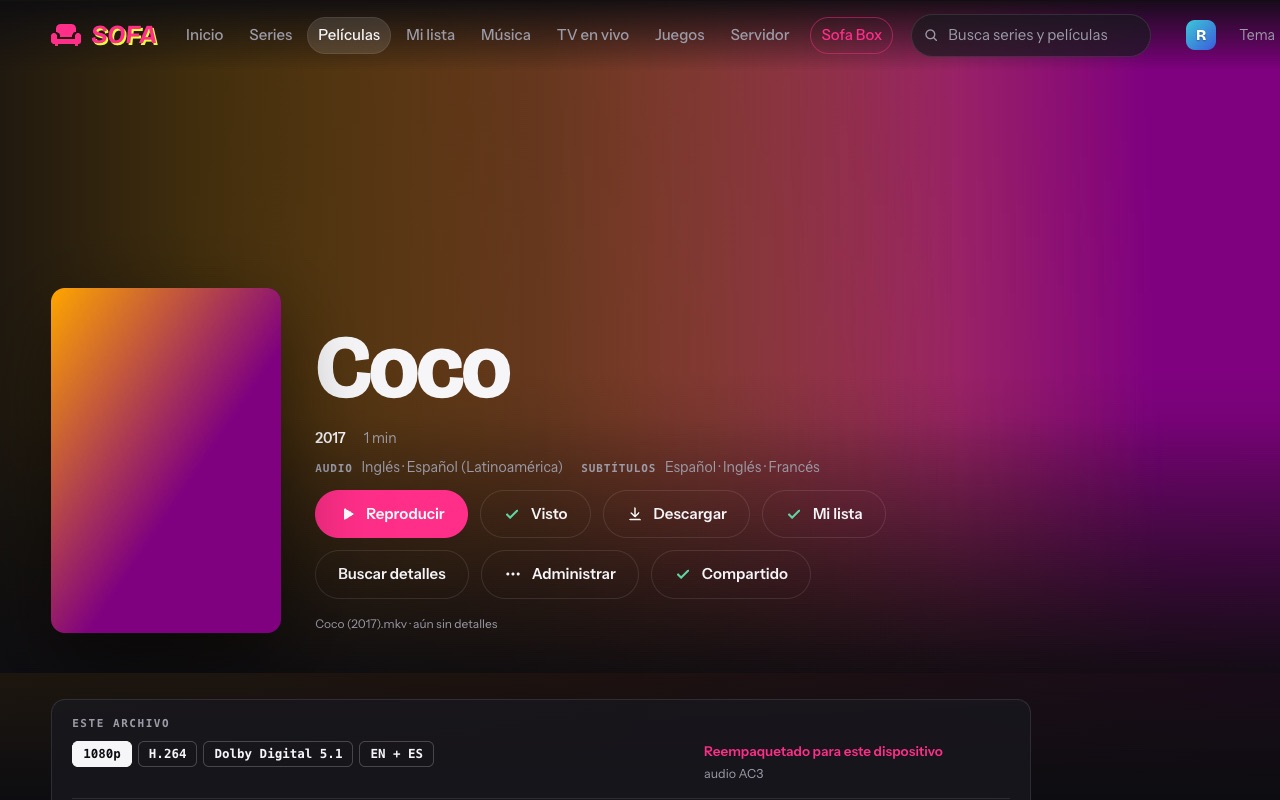 SOFA Inicio Series Películas Mi lista Música TV en vivo Juegos Servidor Sofa Box Busca series y películas R Tema
Coco
2017 1 min
AUDIO Inglés · Español (Latinoamérica) SUBTÍTULOS Español · Inglés · Francés
Reproducir Visto Descargar Mi lista
Buscar detalles Administrar Compartido
Coco (2017).mkv · aún sin detalles
ESTE ARCHIVO
1080p H.264 Dolby Digital 5.1 EN + ES Reempaquetado para este dispositivo
audio AC3